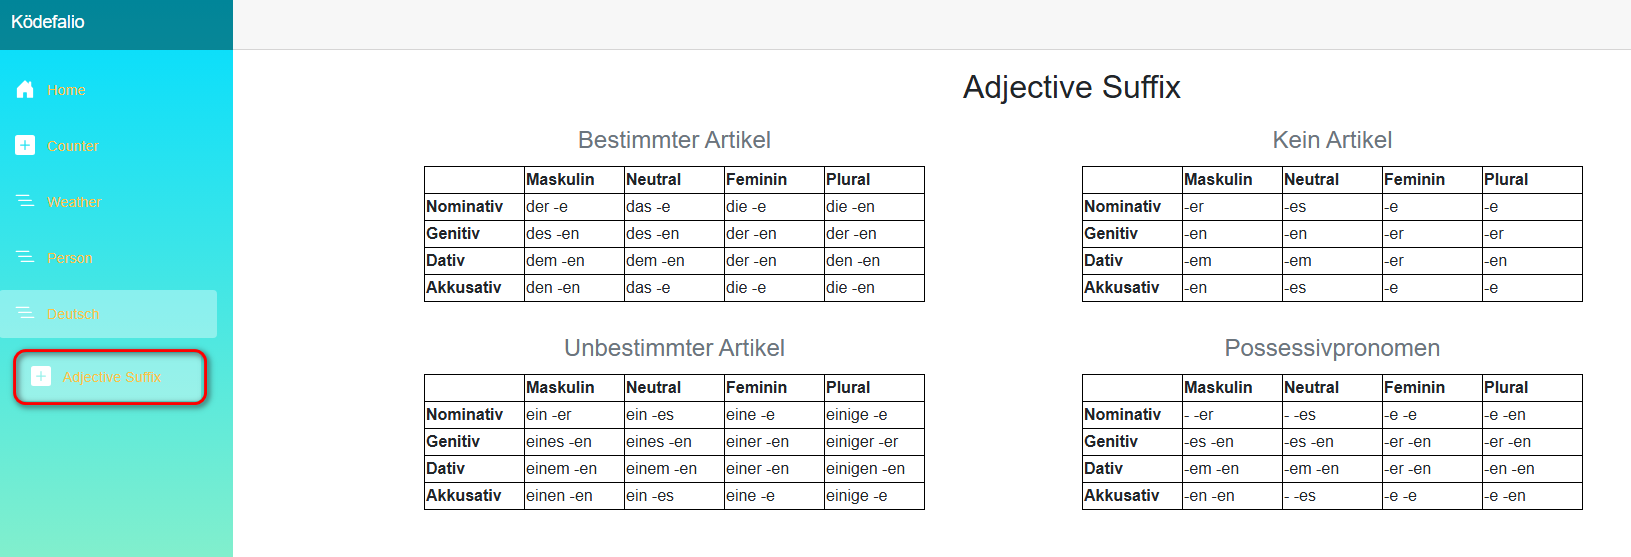 Ködefalio
Home
Counter
Weather
Person
Deutsch
Adjective Suffix
Adjective Suffix
Bestimmter Artikel
Maskulin Neutral Feminin Plural
Nominativ der -e das -e die -e die -en
Genitiv des -en des -en der -en der -en
Dativ dem -en dem -en der -en den -en
Akkusativ den -en das -e die -e die -en
Kein Artikel
Maskulin Neutral Feminin Plural
Nominativ -er -es -e -e
Genitiv -en -en -er -er
Dativ -em -em -er -en
Akkusativ -en -es -e -e
Unbestimmter Artikel
Maskulin Neutral Feminin Plural
Nominativ ein -er ein -es eine -e einige -e
Genitiv eines -en eines -en einer -en einiger -er
Dativ einem -en einem -en einer -en einigen -en
Akkusativ einen -en ein -es eine -e einige -e
Possessivpronomen
Maskulin Neutral Feminin Plural
Nominativ - -er - -es -e -e -e -en
Genitiv -es -en -es -en -er -en -er -en
Dativ -em -en -em -en -er -en -en -en
Akkusativ -en -en - -es -e -e -e -en